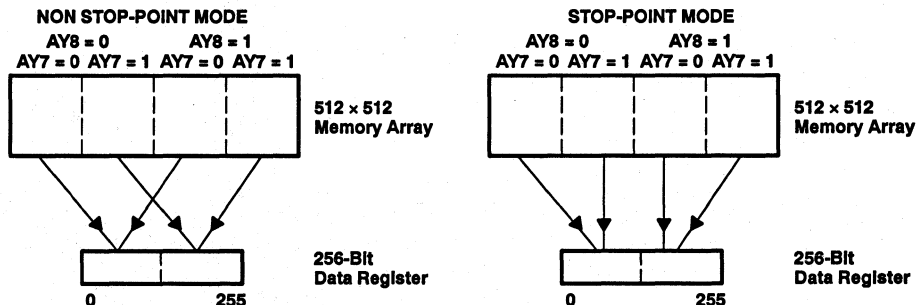 NON STOP-POINT MODE
AY8 = 0 AY8 = 1
AY7 = 0 AY7 = 1 AY7 = 0 AY7 = 1
512 × 512
Memory Array
256-Bit
Data Register
0 255
STOP-POINT MODE
AY8 = 0 AY8 = 1
AY7 = 0 AY7 = 1 AY7 = 0 AY7 = 1
512 × 512
Memory Array
256-Bit
Data Register
0 255